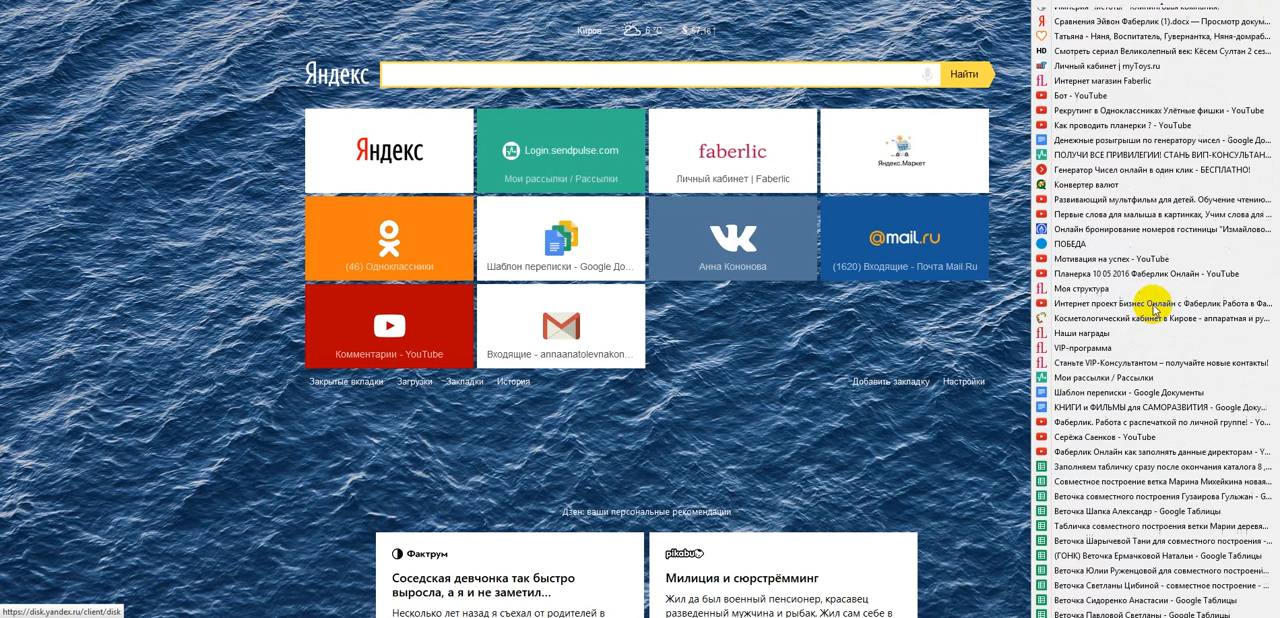 Киров
6 °C
$ 57.18 ↑
Яндекс
Найти
Яндекс
Login.sendpulse.com
Мои рассылки / Рассылки
faberlic
Личный кабинет | Faberlic
Яндекс.Маркет
(46) Одноклассники
Шаблон переписки - Google До...
Анна Кононова
@mail.ru
(1620) Входящие - Почта Mail.Ru
Комментарии - YouTube
Входящие - annaanatolevnakon...
Закрытые вкладки
Загрузки
Закладки
История
Добавить закладку
Настройки
Дзен: ваши персональные рекомендации
Фактрум
Соседская девчонка так быстро
выросла, а я и не заметил...
Несколько лет назад я съехал от родителей в
pikabu
Милиция и сюрстрёмминг
Жил да был военный пенсионер, красавец
разведенный мужчина и рыбак. Жил сам себе в
https://disk.yandex.ru/client/disk
Сравнения Эйвон Фаберлик (1).docx — Просмотр докум...
Татьяна - Няня, Воспитатель, Гувернантка, Няня-домраб...
HD Смотреть сериал Великолепный век: Кёсем Султан 2 сез...
Личный кабинет | myToys.ru
Интернет магазин Faberlic
Бот - YouTube
Рекрутинг в Одноклассниках Улётные фишки - YouTube
Как проводить планерки ? - YouTube
Денежные розыгрыши по генератору чисел - Google До...
ПОЛУЧИ ВСЕ ПРИВИЛЕГИИ! СТАНЬ ВИП-КОНСУЛЬТАН...
Генератор Чисел онлайн в один клик - БЕСПЛАТНО!
Конвертер валют
Развивающий мультфильм для детей. Обучение чтению...
Первые слова для малыша в картинках, Учим слова для ...
Онлайн бронирование номеров гостиницы "Измайлово...
ПОБЕДА
Мотивация на успех - YouTube
Планерка 10 05 2016 Фаберлик Онлайн - YouTube
Моя структура
Интернет проект Бизнес Онлайн с Фаберлик Работа в Фа...
Косметологический кабинет в Кирове - аппаратная и ру...
Наши награды
VIP-программа
Станьте VIP-Консультантом – получайте новые контакты!
Мои рассылки / Рассылки
Шаблон переписки - Google Документы
КНИГИ и ФИЛЬМЫ для САМОРАЗВИТИЯ - Google Доку...
Фаберлик. Работа с распечаткой по личной группе! - Yo...
Серёжа Саенков - YouTube
Фаберлик Онлайн как заполнять данные директорам - Y...
Заполняем табличку сразу после окончания каталога 8 ,...
Совместное построение ветка Марина Михейкина новая...
Веточка совместного построения Гузаирова Гульжан - G...
Веточка Шапка Александр - Google Таблицы
Табличка совместного построения ветки Марии деревя...
Веточка Шарычевой Тани для совместного построения -...
(ГОНК) Веточка Ермачковой Натальи - Google Таблицы
Веточка Юлии Руженцовой для совместного построени...
Веточка Светланы Цибиной - совместное построение - ...
Веточка Сидоренко Анастасии - Google Таблицы
Веточка Павловой Светланы - Google Таблицы